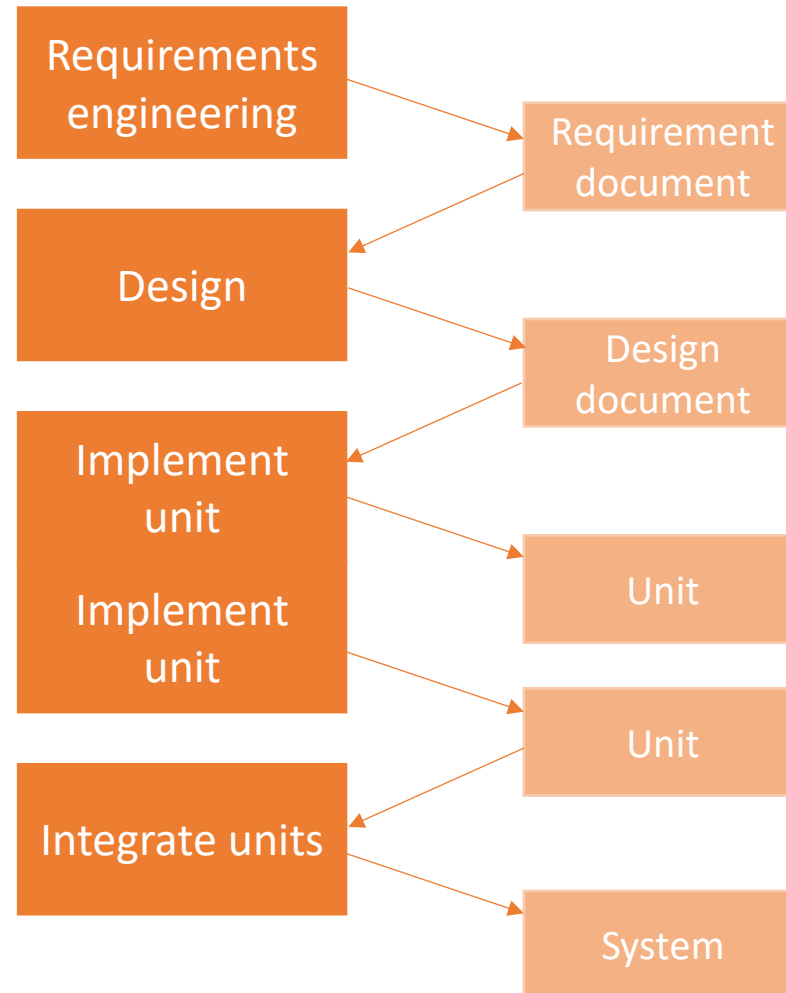 Requirements
engineering
Requirement
document
Design
Design
document
Implement
unit
Unit
Implement
unit
Unit
Integrate units
System